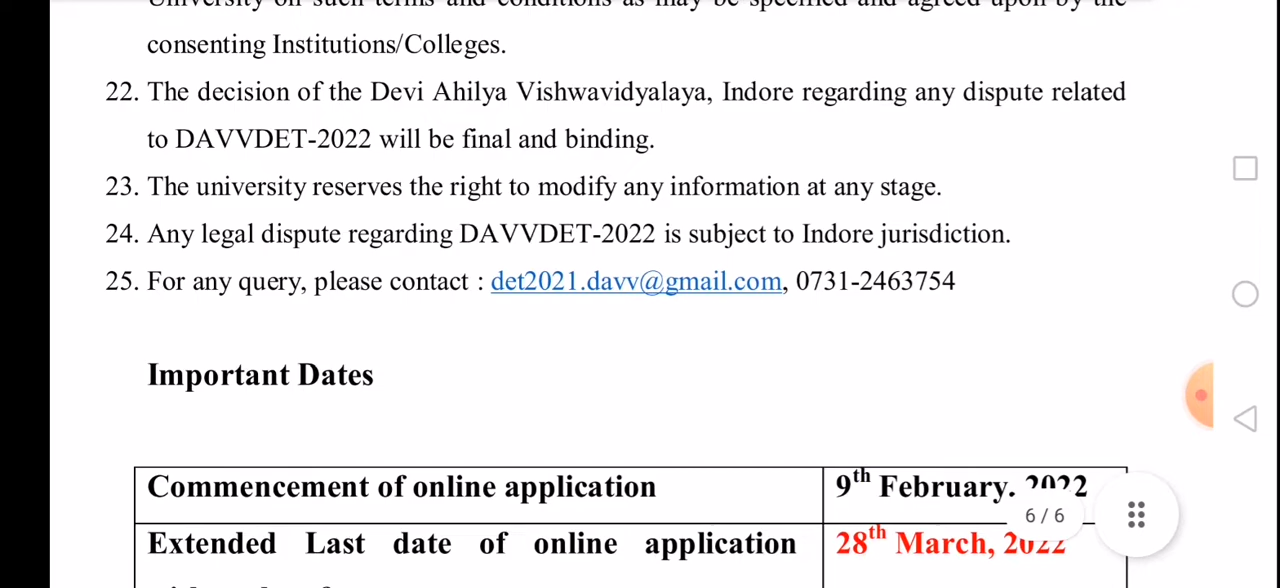 consenting Institutions/Colleges.
22. The decision of the Devi Ahilya Vishwavidyalaya, Indore regarding any dispute related
to DAVVDET-2022 will be final and binding.
23. The university reserves the right to modify any information at any stage.
24. Any legal dispute regarding DAVVDET-2022 is subject to Indore jurisdiction.
25. For any query, please contact : det2021.davv@gmail.com, 0731-2463754
Important Dates
Commencement of online application 9th February, 2022
6 / 6
Extended Last date of online application 28th March, 2022